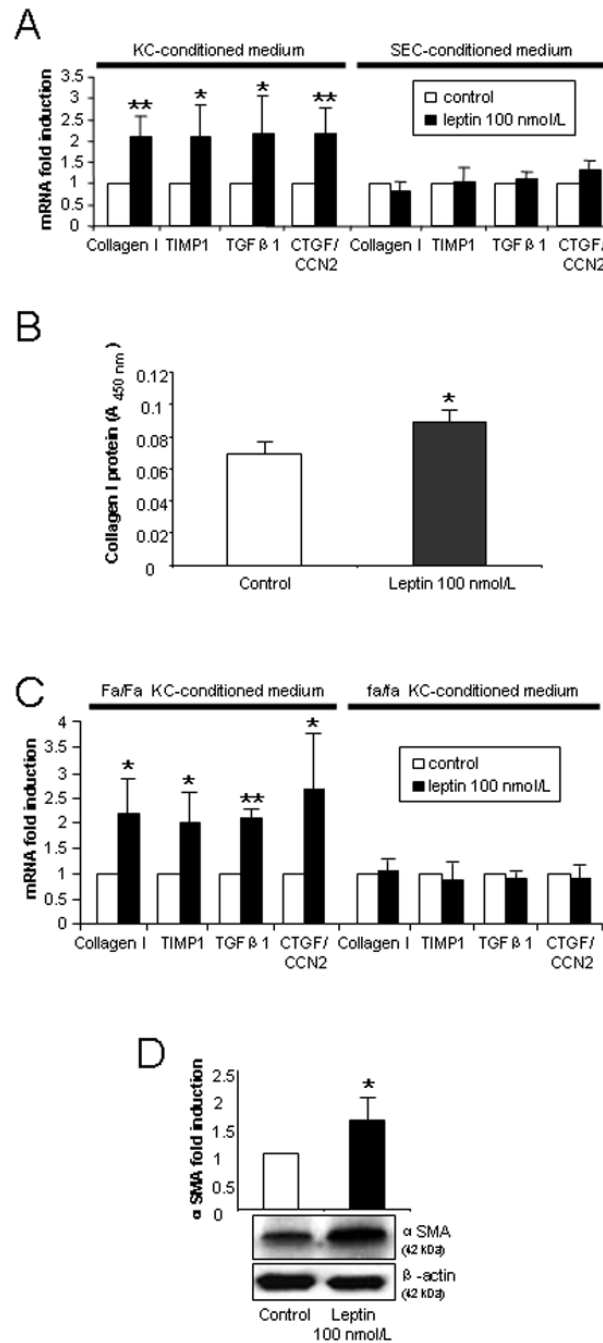 A
KC-conditioned medium
SEC-conditioned medium
mRNA fold induction
3.5
3
2.5
2
1.5
1
0.5
0
control
leptin 100 nmol/L
** * * **
Collagen I TIMP1 TGF β 1 CTGF/ CCN2
Collagen I TIMP1 TGF β 1 CTGF/ CCN2
B
Collagen I protein (A 450 nm)
0.12
0.1
0.08
0.06
0.04
0.02
0
*
Control
Leptin 100 nmol/L
C
Fa/Fa KC-conditioned medium
fa/fa KC-conditioned medium
mRNA fold induction
4
3.5
3
2.5
2
1.5
1
0.5
0
control
leptin 100 nmol/L
* * ** *
Collagen I TIMP1 TGF β 1 CTGF/ CCN2
Collagen I TIMP1 TGF β 1 CTGF/ CCN2
D
α SMA fold induction
2.5
2
1.5
1
0.5
0
*
α SMA
(42 kDa)
β -actin
(42 kDa)
Control Leptin
100 nmol/L